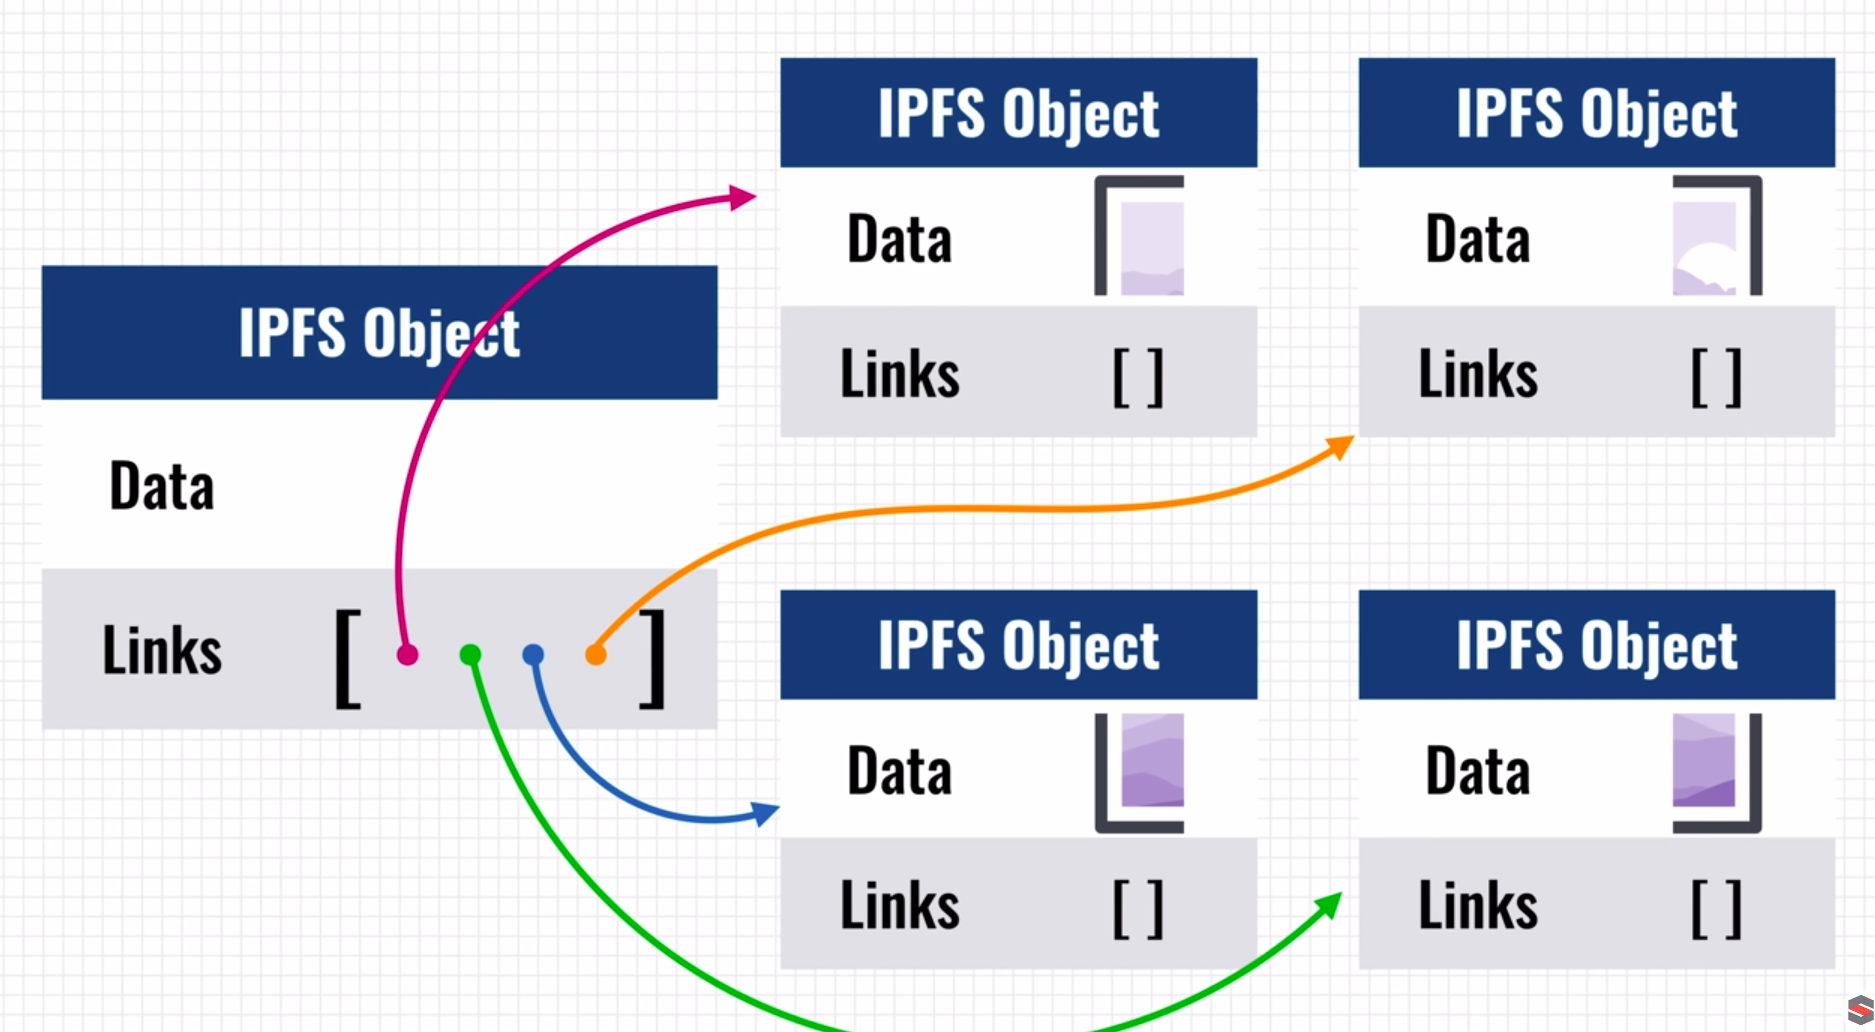 IPFS Object
Data
Links [ ]
IPFS Object
Data
Links [ ]
IPFS Object
Data
Links [ ]
IPFS Object
Data
Links [ ]
IPFS Object
Data
Links [ ]